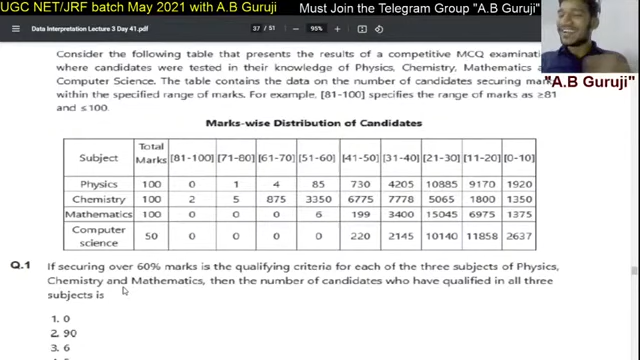 UGC NET/JRF batch May 2021 with A.B Guruji
Must Join the Telegram Group "A.B Guruji"
Data Interpretation Lecture 3 Day 41.pdf
37 / 51
95%
Consider the following table that presents the results of a competitive MCQ examination
where candidates were tested in their knowledge of Physics, Chemistry, Mathematics a
Computer Science. The table contains the data on the number of candidates securing mar
within the specified range of marks. For example, [81-100] specifies the range of marks as ≥81
and ≤100.
"A.B Guruji"
Marks-wise Distribution of Candidates
Subject Total Marks [81-100] [71-80] [61-70] [51-60] [41-50] [31-40] [21-30] [11-20] [0-10]
Physics 100 0 1 4 85 730 4205 10885 9170 1920
Chemistry 100 2 5 875 3350 6775 7778 5065 1800 1350
Mathematics 100 0 0 0 6 199 3400 15045 6975 1375
Computer science 50 0 0 0 0 220 2145 10140 11858 2637
Q.1 If securing over 60% marks is the qualifying criteria for each of the three subjects of Physics,
Chemistry and Mathematics, then the number of candidates who have qualified in all three
subjects is
1. 0
2. 90
3. 6